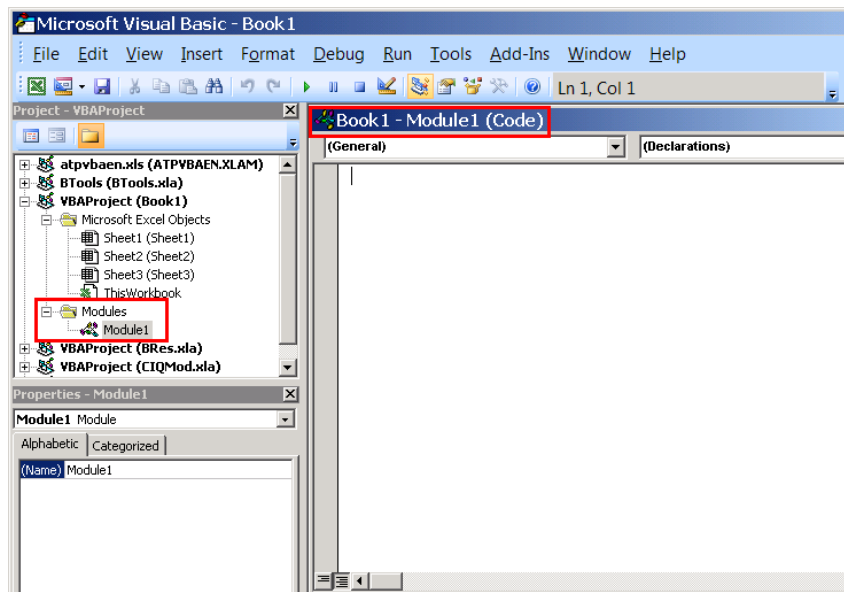 Microsoft Visual Basic - Book1
File Edit View Insert Format Debug Run Tools Add-Ins Window Help
Ln 1, Col 1
Project - VBAProject
atpvbaen.xls (ATPVBAEN.XLAM)
BTools (BTools.xla)
VBAProject (Book1)
Microsoft Excel Objects
Sheet1 (Sheet1)
Sheet2 (Sheet2)
Sheet3 (Sheet3)
ThisWorkbook
Modules
Module1
VBAProject (BRes.xla)
VBAProject (CIQMod.xla)
Properties - Module1
Module1 Module
Alphabetic Categorized
(Name) Module1
Book1 - Module1 (Code)
(General) (Declarations)